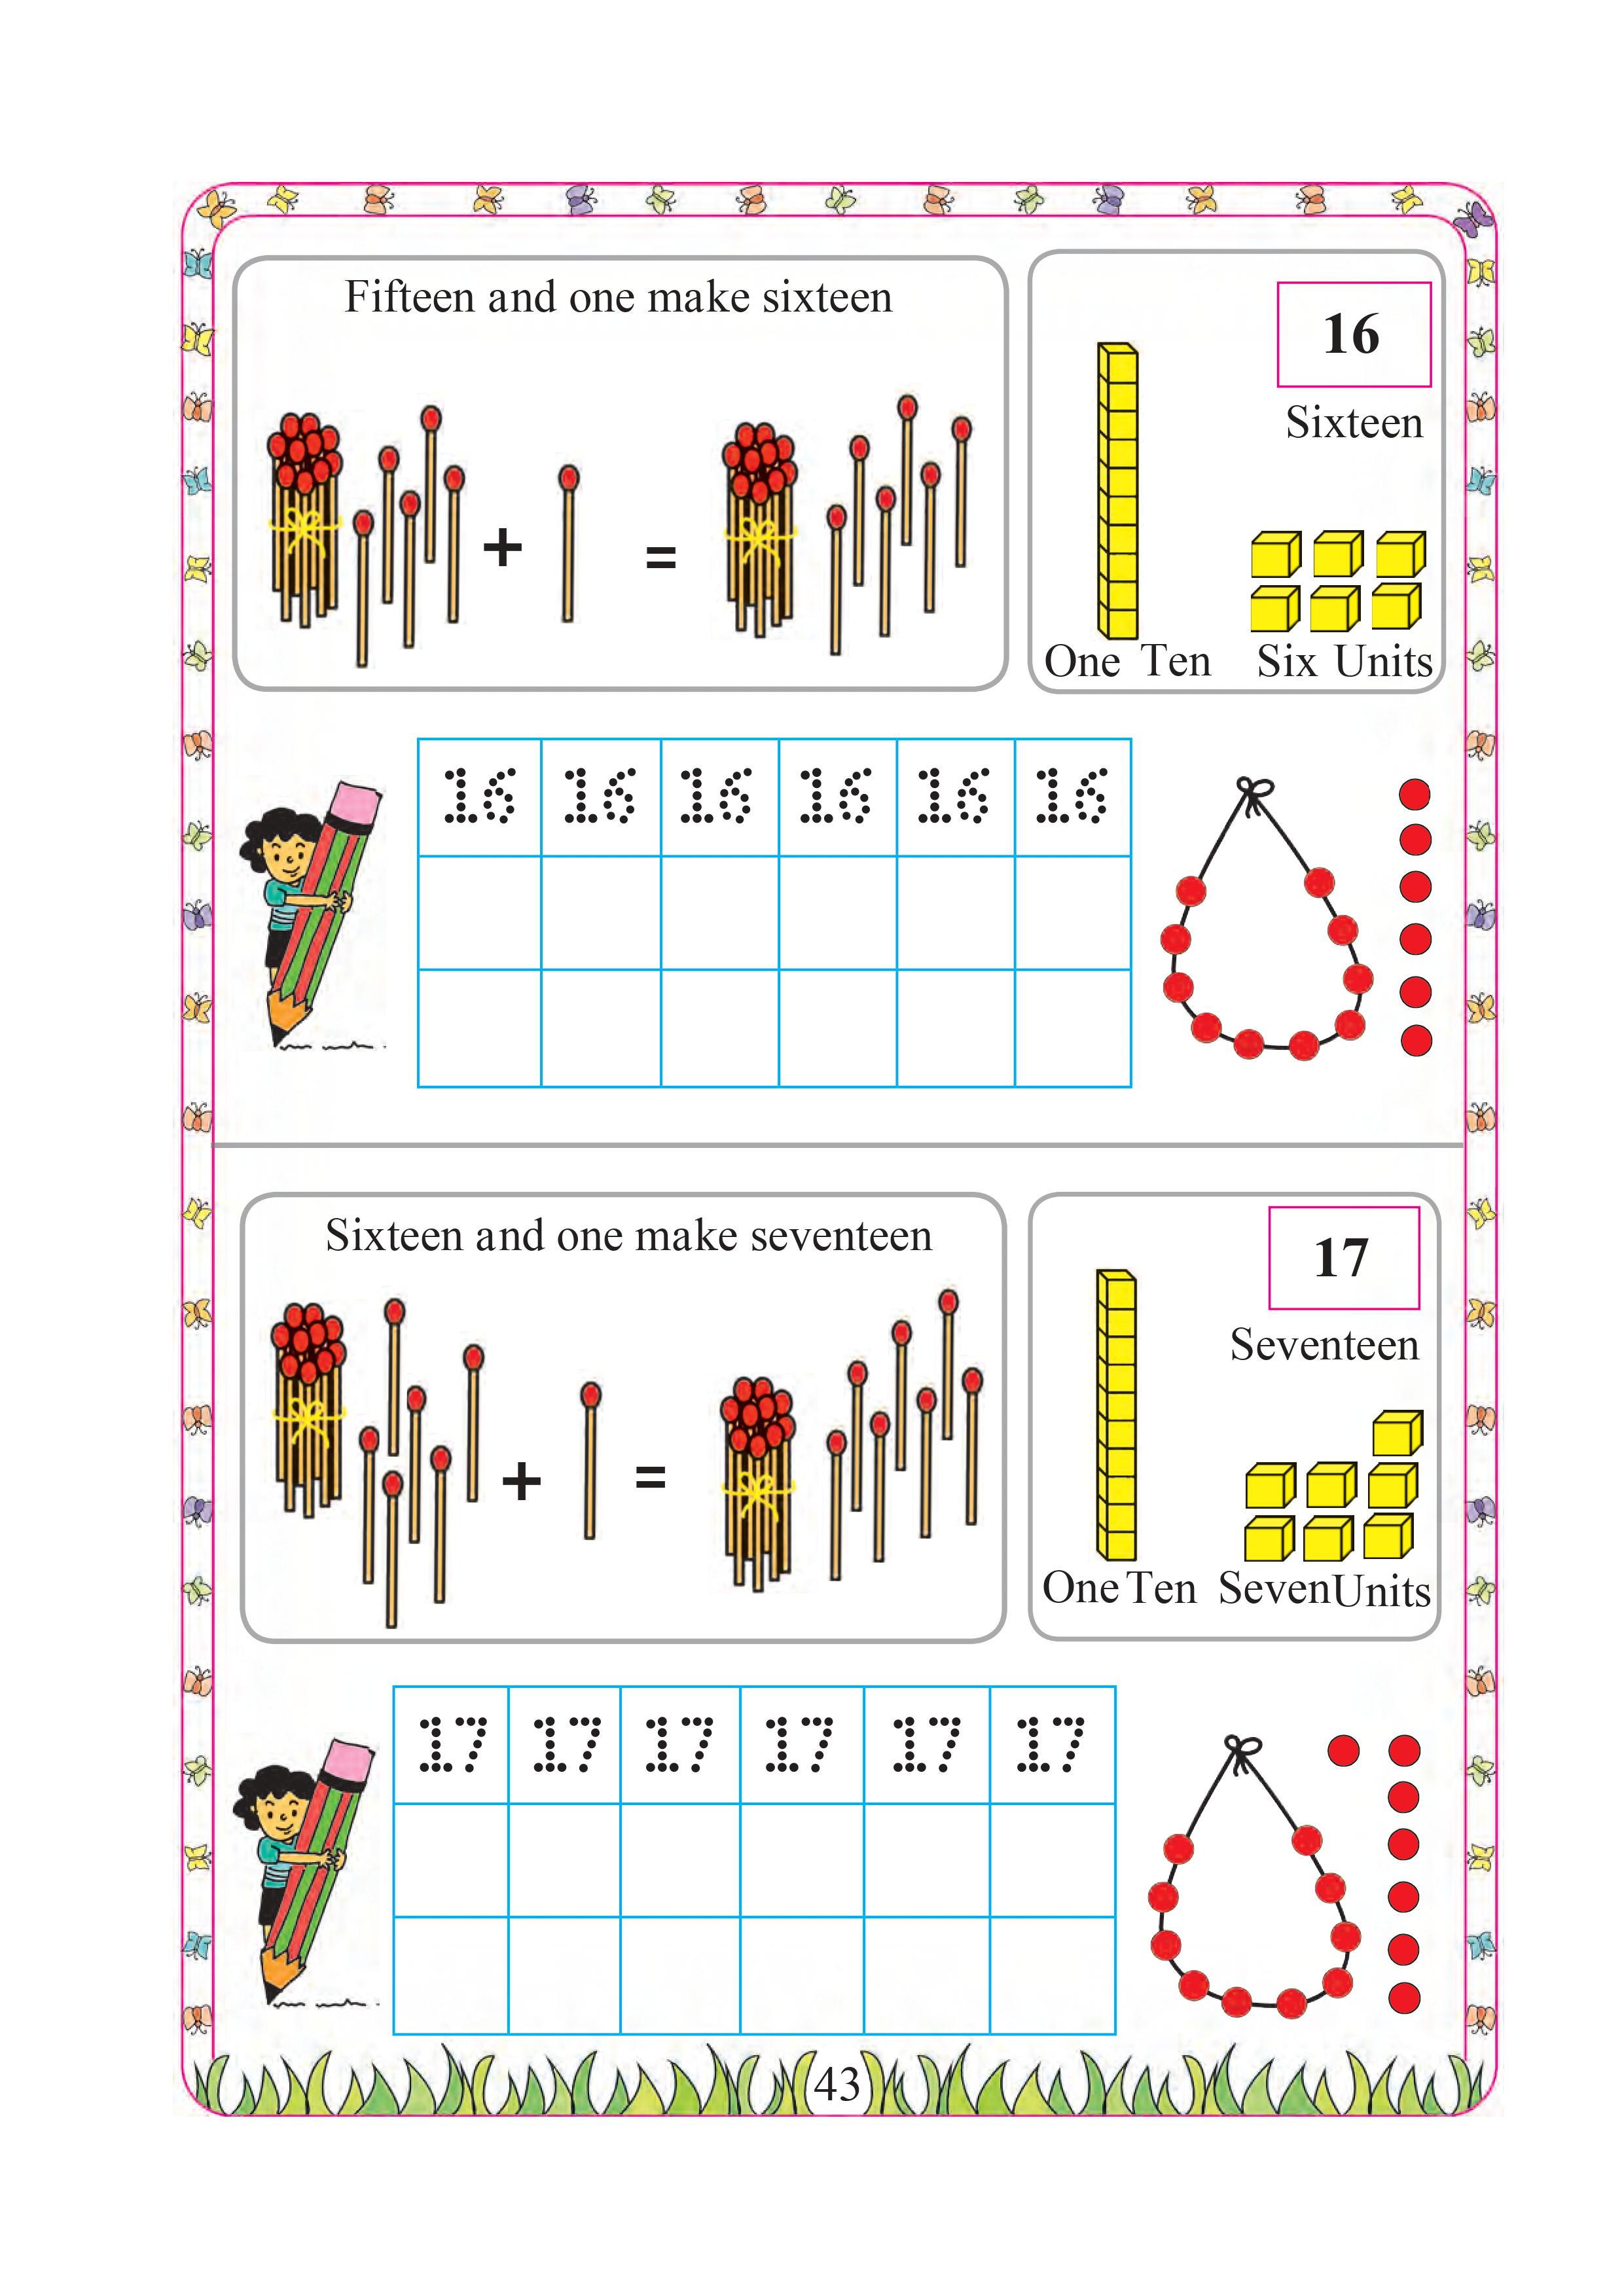 Fifteen and one make sixteen
+ =
16
Sixteen
One Ten Six Units
16 16 16 16 16 16
Sixteen and one make seventeen
+ =
17
Seventeen
One Ten Seven Units
17 17 17 17 17 17
43